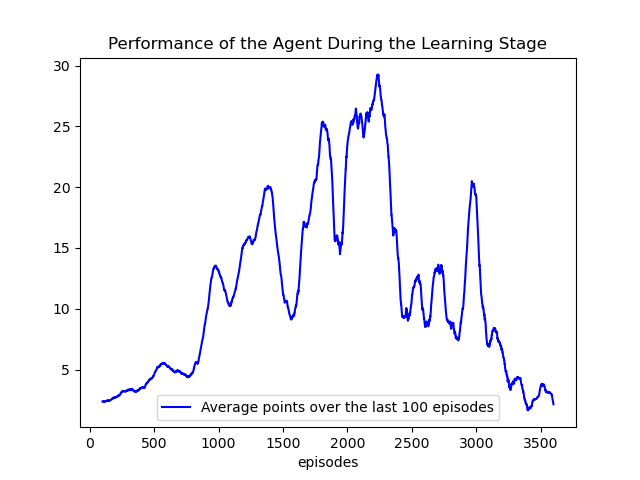 Performance of the Agent During the Learning Stage
30
25
20
15
10
5
Average points over the last 100 episodes
0 500 1000 1500 2000 2500 3000 3500
episodes